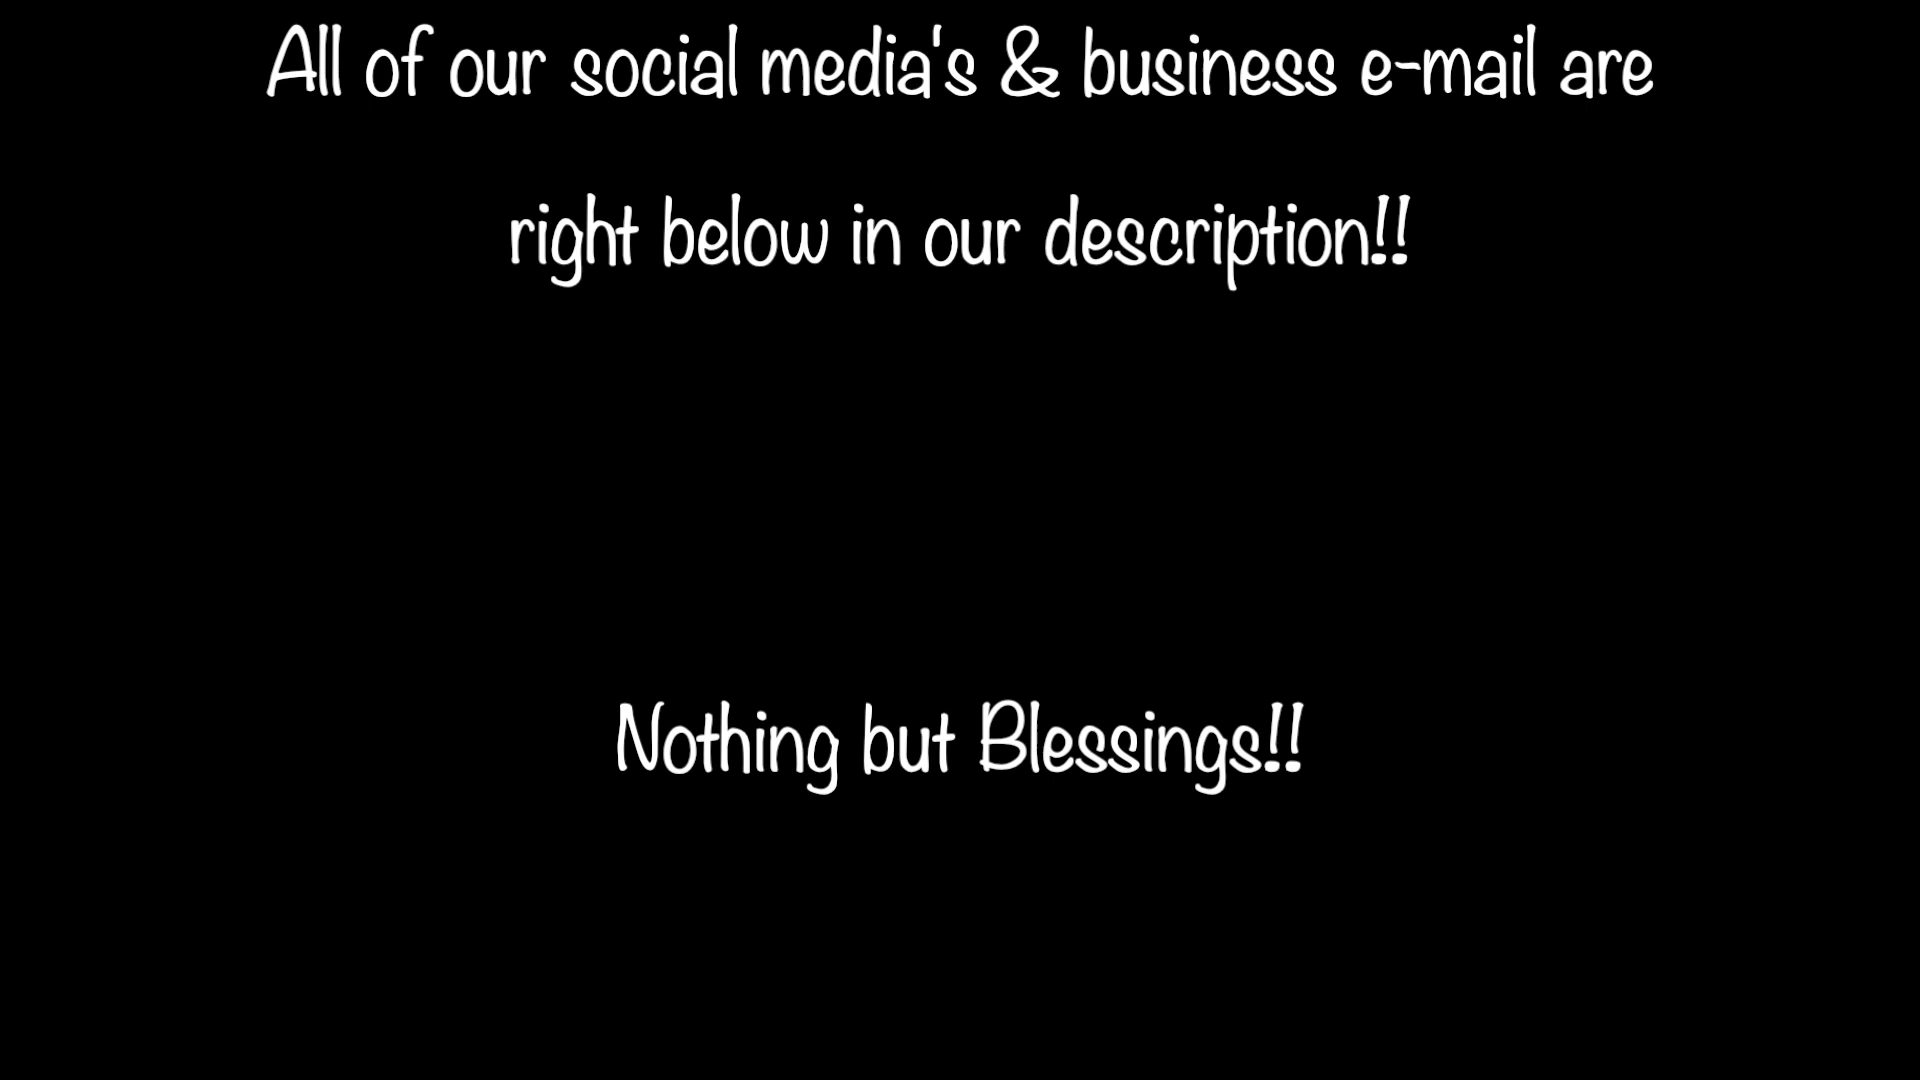 All of our social media's & business e-mail are
right below in our description!!
Nothing but Blessings!!